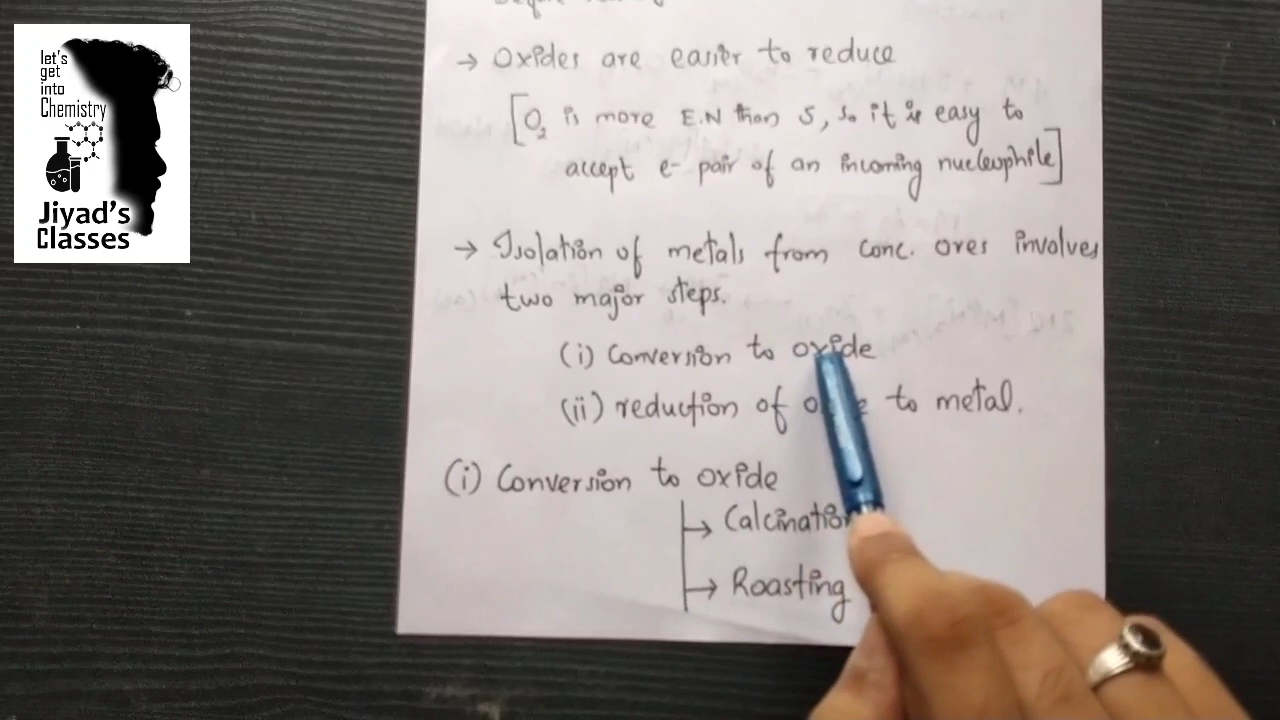 let's
get
into
Chemistry
Jiyad's
Classes
→ Oxides are easier to reduce
[O₂ is more E.N than S, so it is easy to
accept e- pair of an incoming nucleophile]
→ Isolation of metals from conc. ores involves
two major steps.
(i) Conversion to oxide
(ii) reduction of to metal.
(i) Conversion to oxide
→ Calcination
→ Roasting